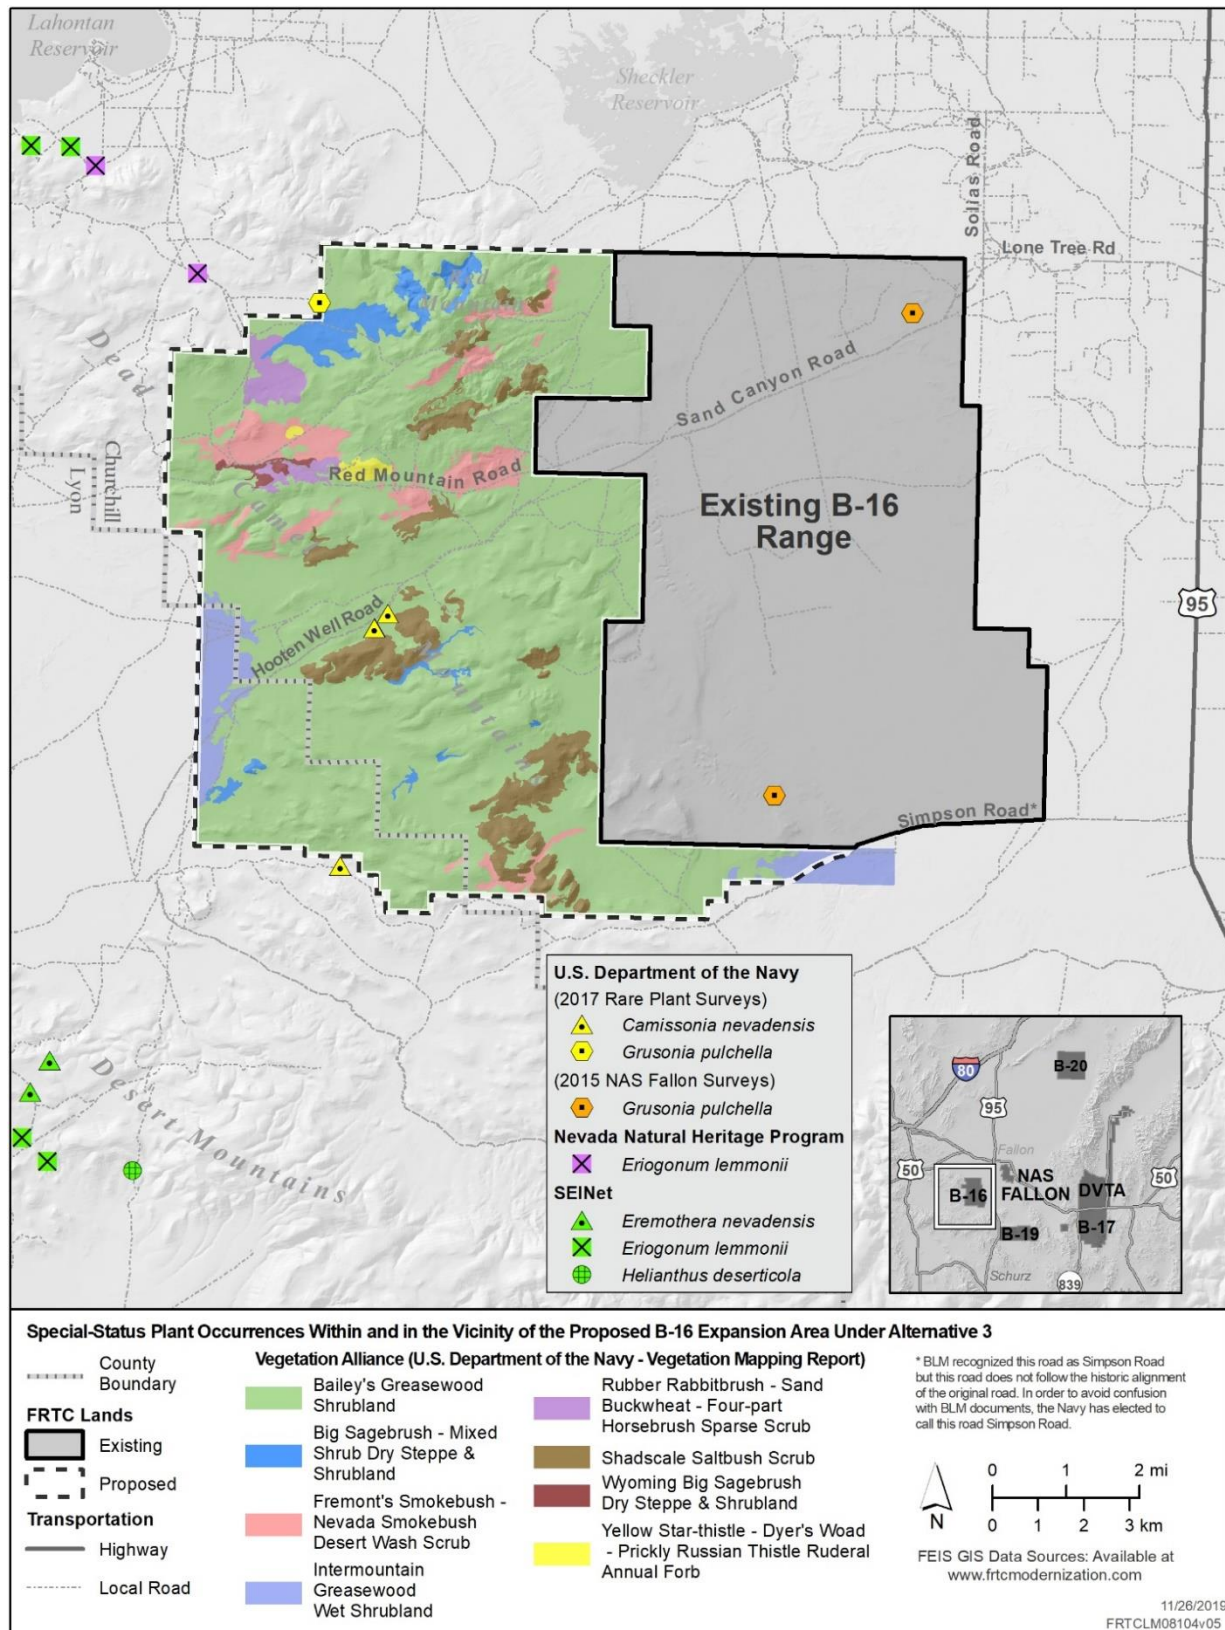 Lahontan
Reservoir
Sheckler
Reservoir
Solias Road
Lone Tree Rd
Sand Canyon Road
Dead
Camel
Mountains
Red
Mountain
Churchill
Lyon
Red Mountain Road
Existing B-16
Range
95
Hooten Well Road
Simpson Road*
Desert Mountains
U.S. Department of the Navy
(2017 Rare Plant Surveys)
Camissonia nevadensis
Grusonia pulchella
(2015 NAS Fallon Surveys)
Grusonia pulchella
Nevada Natural Heritage Program
Eriogonum lemmonii
SEINet
Eremothera nevadensis
Eriogonum lemmonii
Helianthus deserticola
80
B-20
95
Fallon
50
NAS
FALLON
DVTA
50
B-16
B-17
B-19
Schurz
839
Special-Status Plant Occurrences Within and in the Vicinity of the Proposed B-16 Expansion Area Under Alternative 3
County
Boundary
FRTC Lands
Existing
Proposed
Transportation
Highway
Local Road
Vegetation Alliance (U.S. Department of the Navy - Vegetation Mapping Report)
Bailey's Greasewood
Shrubland
Big Sagebrush - Mixed
Shrub Dry Steppe &
Shrubland
Fremont's Smokebush -
Nevada Smokebush
Desert Wash Scrub
Intermountain
Greasewood
Wet Shrubland
Rubber Rabbitbrush - Sand
Buckwheat - Four-part
Horsebrush Sparse Scrub
Shadscale Saltbush Scrub
Wyoming Big Sagebrush
Dry Steppe & Shrubland
Yellow Star-thistle - Dyer's Woad
- Prickly Russian Thistle Ruderal
Annual Forb
* BLM recognized this road as Simpson Road
but this road does not follow the historic alignment
of the original road. In order to avoid confusion
with BLM documents, the Navy has elected to
call this road Simpson Road.
N
0 1 2 mi
0 1 2 3 km
FEIS GIS Data Sources: Available at
www.frtcmodernization.com
11/26/2019
FRTCLM08104v05